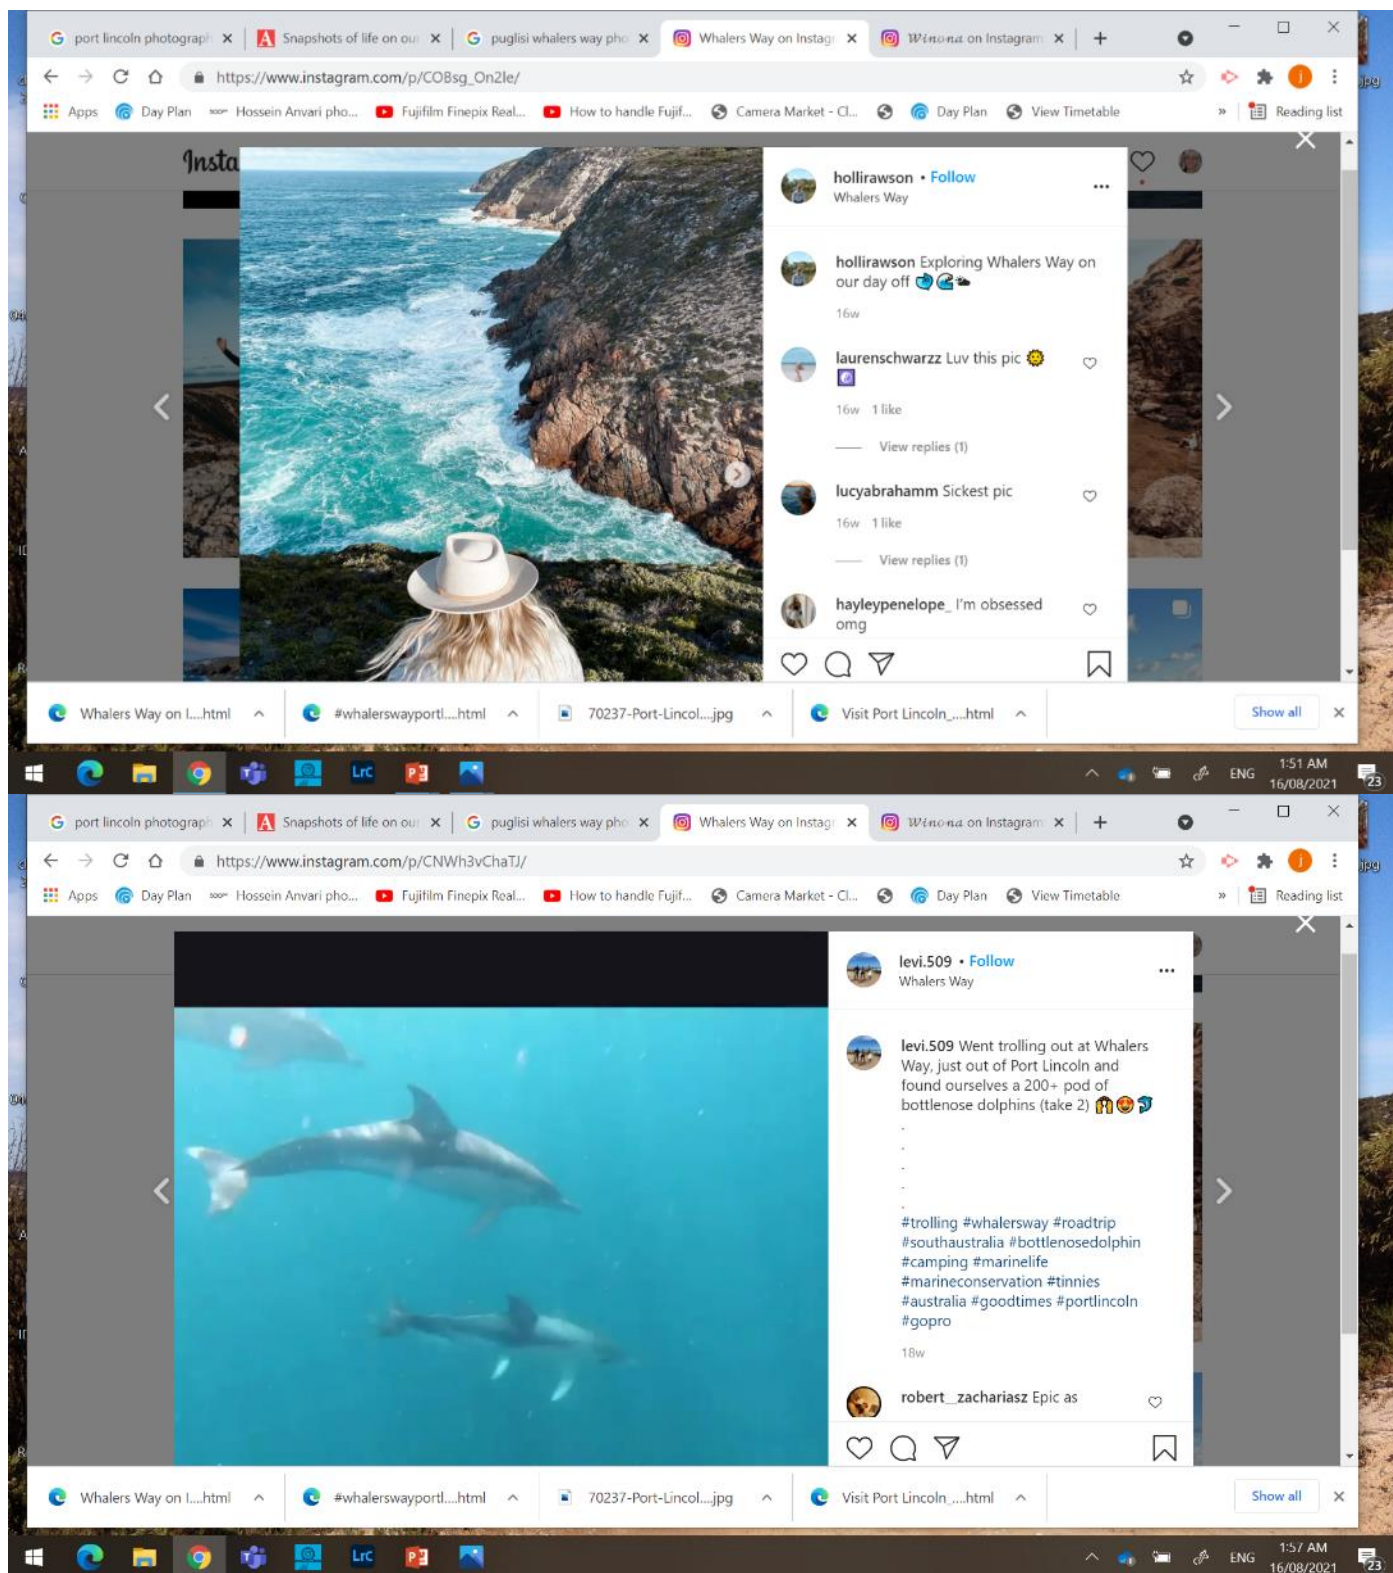 port lincoln photograph
Snapshots of life on ou
puglisi whalers way pho
Whalers Way on Instagr
Winona on Instagram
https://www.instagram.com/p/COBsg_On2le/
Apps
Day Plan
Hossein Anvari pho...
Fujifilm Finepix Real...
How to handle Fujif...
Camera Market - Cl...
Day Plan
View Timetable
»
Reading list
Insta
hollirawson • Follow
Whalers Way
hollirawson Exploring Whalers Way on
our day off
16w
laurenschwarzz Luv this pic
16w 1 like
View replies (1)
lucyabrahamm Sickest pic
16w 1 like
View replies (1)
hayleypenelope_ I'm obsessed
omg
Whalers Way on I....html
#whalerswayportl....html
70237-Port-Lincol....jpg
Visit Port Lincoln_....html
Show all
LrC
ENG
1:51 AM
16/08/2021
23
port lincoln photograph
Snapshots of life on ou
puglisi whalers way pho
Whalers Way on Instagr
Winona on Instagram
https://www.instagram.com/p/CNWh3vChaTJ/
Apps
Day Plan
Hossein Anvari pho...
Fujifilm Finepix Real...
How to handle Fujif...
Camera Market - Cl...
Day Plan
View Timetable
»
Reading list
levi.509 • Follow
Whalers Way
levi.509 Went trolling out at Whalers
Way, just out of Port Lincoln and
found ourselves a 200+ pod of
bottlenose dolphins (take 2)
.
.
.
.
.
#trolling #whalersway #roadtrip
#southaustralia #bottlenosedolphin
#camping #marinelife
#marineconservation #tinnies
#australia #goodtimes #portlincoln
#gopro
18w
robert__zachariasz Epic as
Whalers Way on I....html
#whalerswayportl....html
70237-Port-Lincol....jpg
Visit Port Lincoln_....html
Show all
LrC
ENG
1:57 AM
16/08/2021
23